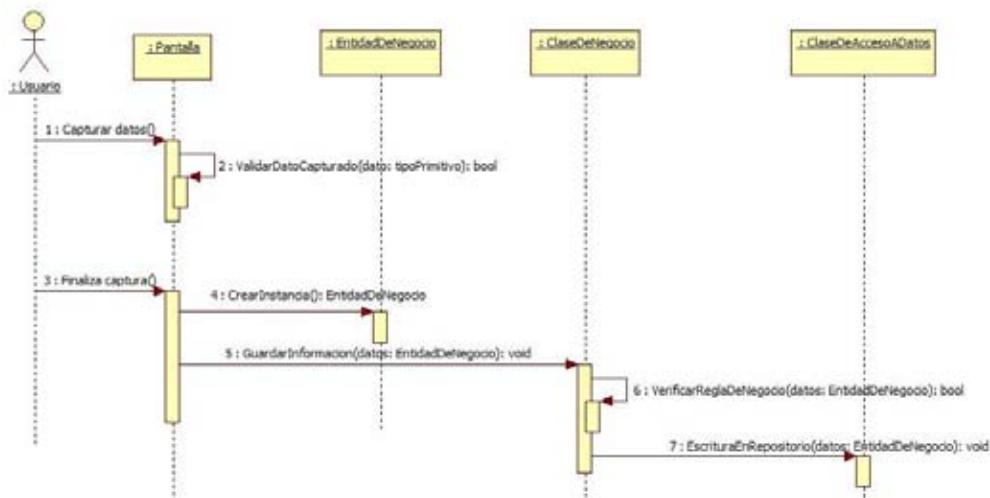 : Usuario
: Pantalla
: EntidadDeNegocio
: ClaseDeNegocio
: ClaseDeAccesoADatos
1 : Capturar datos()
2 : ValidarDatoCapturado(dato: tipoPrimitivo): bool
3 : Finaliza captura()
4 : CrearInstancia(): EntidadDeNegocio
5 : GuardarInformacion(datos: EntidadDeNegocio): void
6 : VerificarReglaDeNegocio(datos: EntidadDeNegocio): bool
7 : EscrituraEnRepositorio(datos: EntidadDeNegocio): void